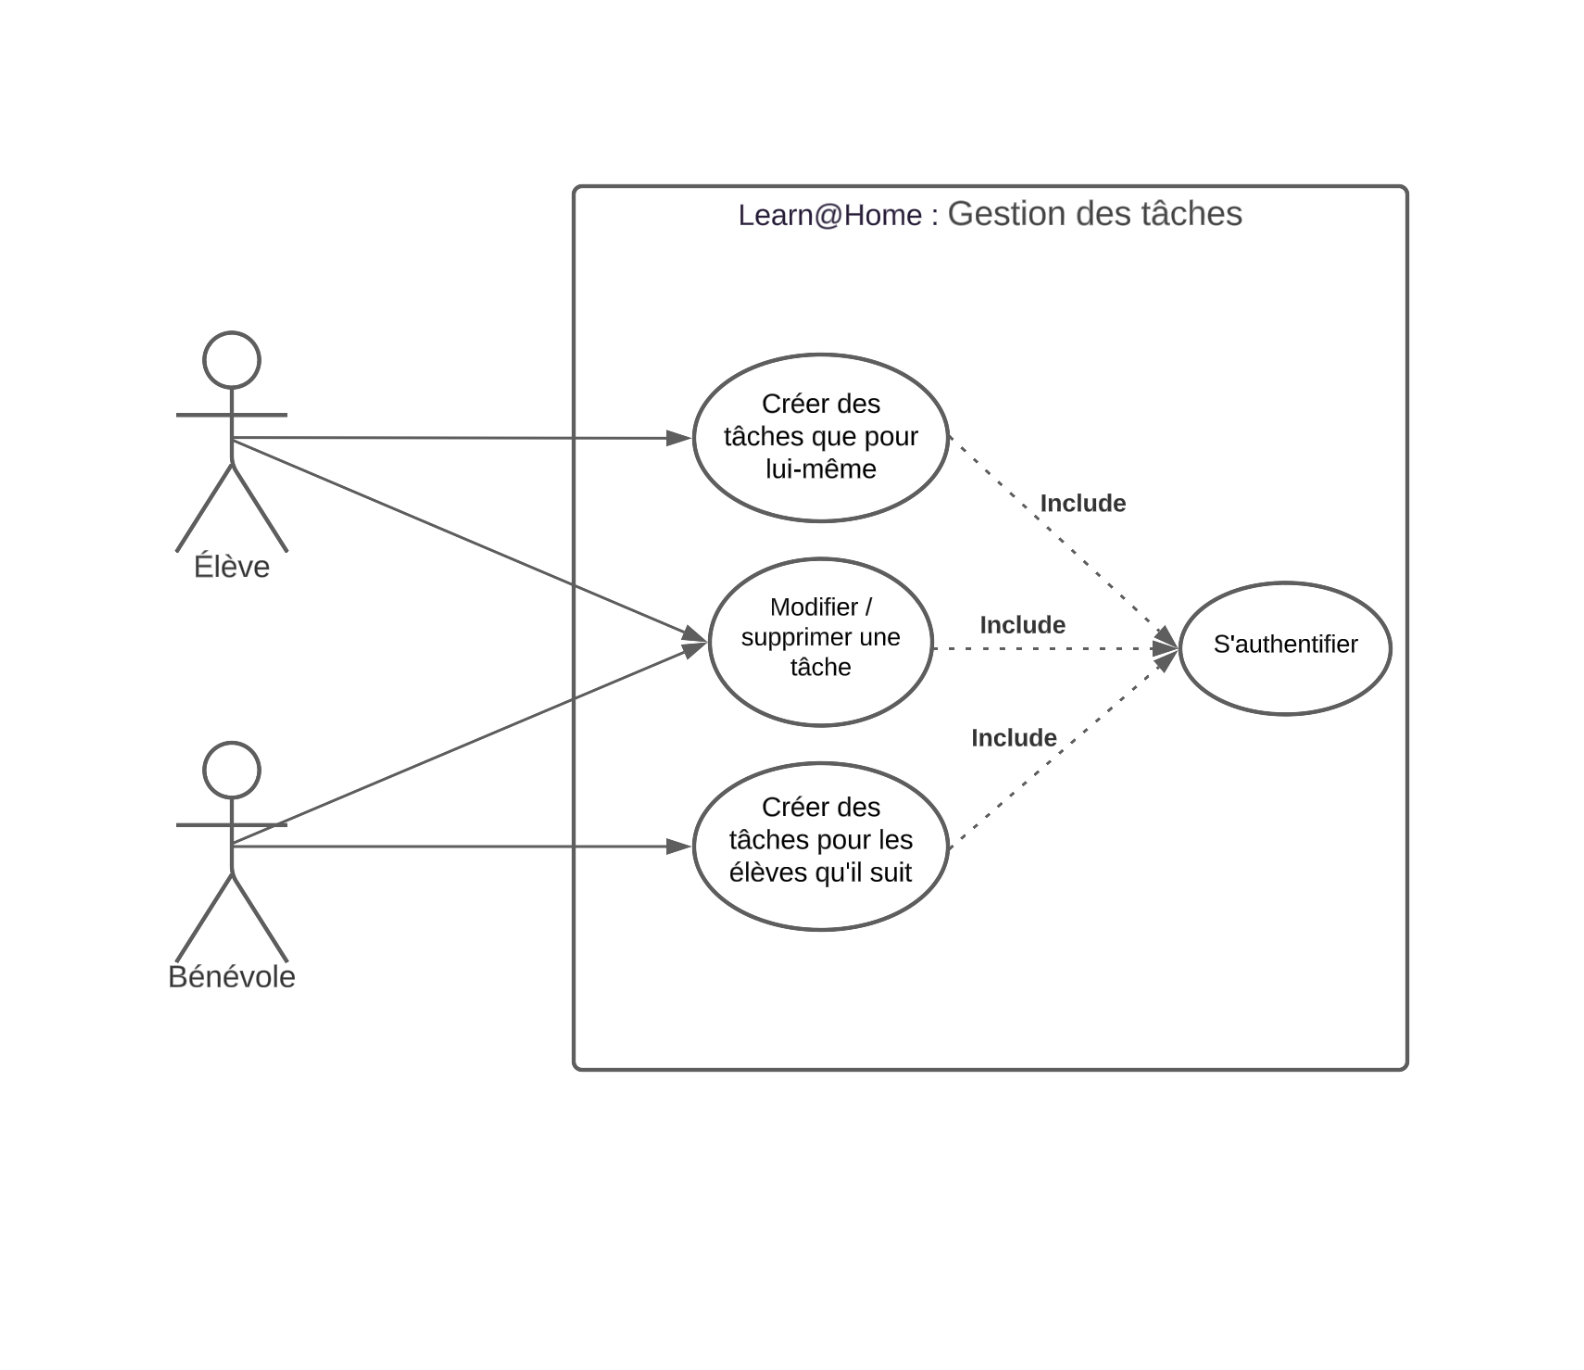 Learn@Home : Gestion des tâches
Créer des
tâches que pour
lui-même
Include
Élève
Modifier /
supprimer une
tâche
Include
S'authentifier
Include
Créer des
tâches pour les
élèves qu'il suit
Bénévole